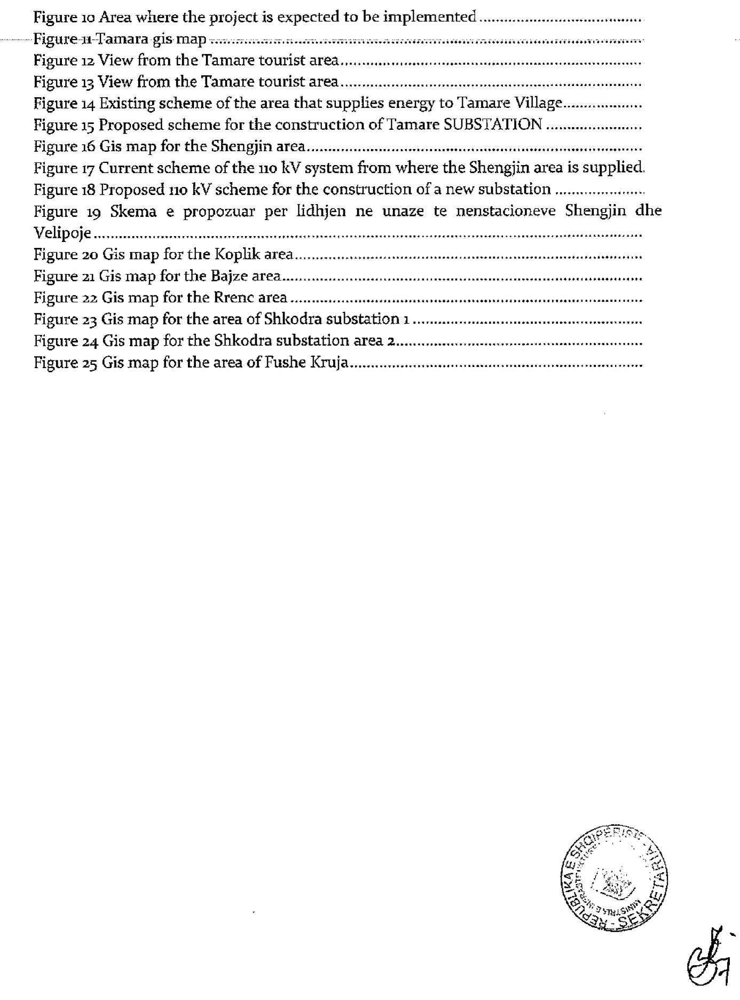 Figure 10 Area where the project is expected to be implemented
Figure 11 Tamara gis map
Figure 12 View from the Tamare tourist area
Figure 13 View from the Tamare tourist area
Figure 14 Existing scheme of the area that supplies energy to Tamare Village
Figure 15 Proposed scheme for the construction of Tamare SUBSTATION
Figure 16 Gis map for the Shengjin area
Figure 17 Current scheme of the 110 kV system from where the Shengjin area is supplied.
Figure 18 Proposed 110 kV scheme for the construction of a new substation
Figure 19 Skema e propozuar per lidhjen ne unaze te nenstacioneve Shengjin dhe
Velipoje
Figure 20 Gis map for the Koplik area
Figure 21 Gis map for the Bajze area
Figure 22 Gis map for the Rrenc area
Figure 23 Gis map for the area of Shkodra substation 1
Figure 24 Gis map for the Shkodra substation area 2
Figure 25 Gis map for the area of Fushe Kruja
REPUBLIKA E SHQIPËRISË - SEKRETARIA
MINISTRIA E